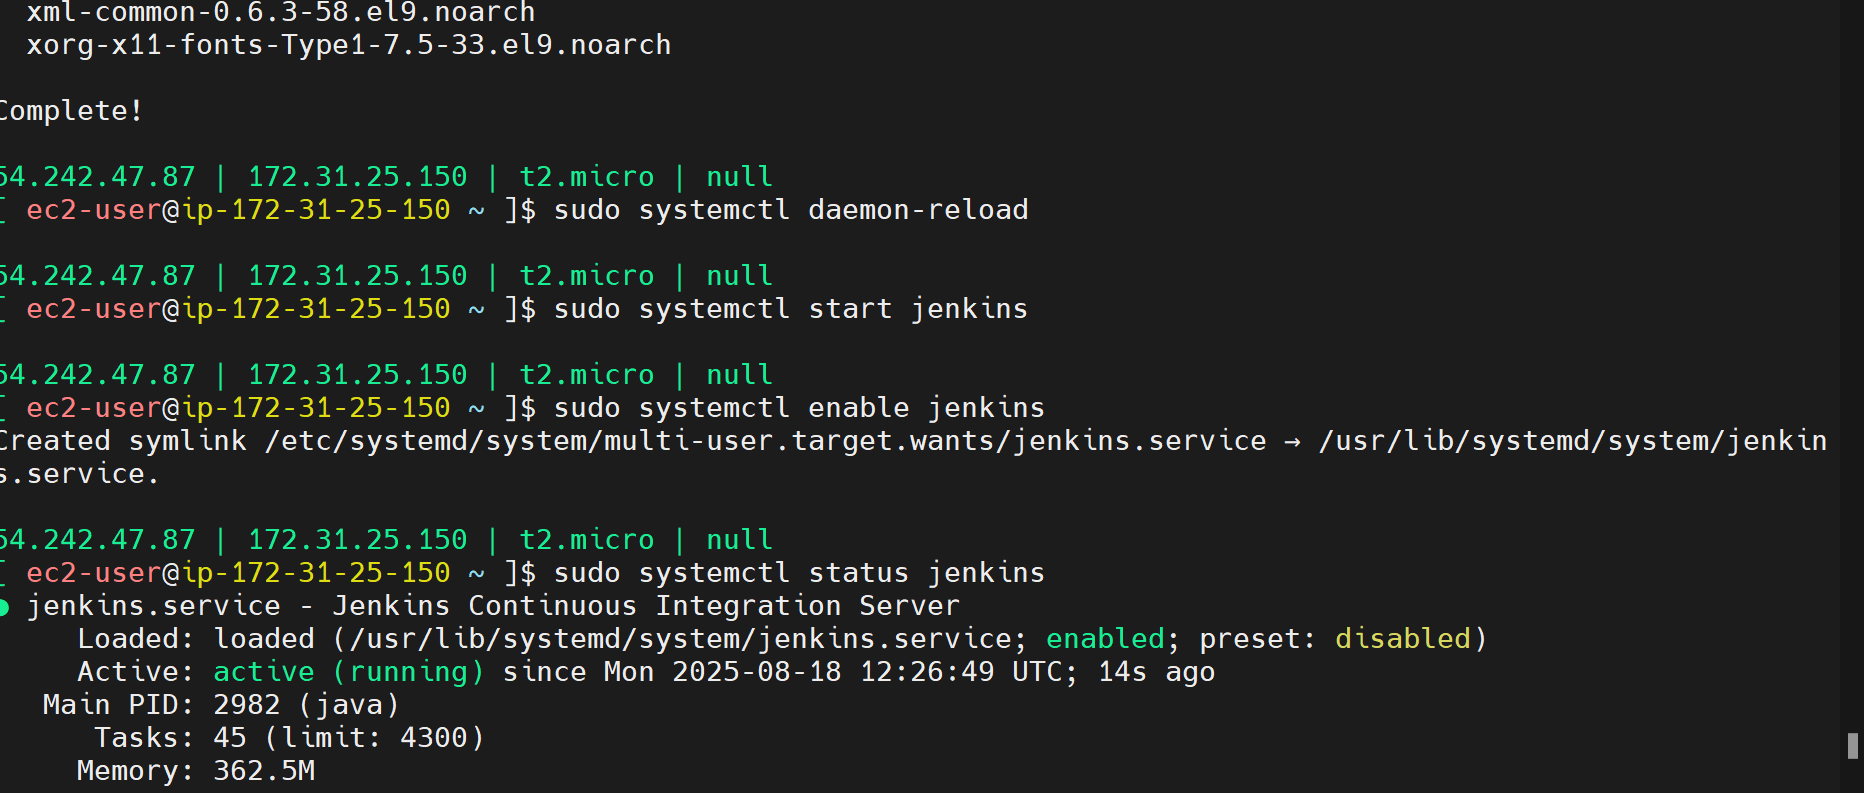 xml-common-0.6.3-58.el9.noarch
xorg-x11-fonts-Type1-7.5-33.el9.noarch
Complete!
54.242.47.87 | 172.31.25.150 | t2.micro | null
[ ec2-user@ip-172-31-25-150 ~ ]$ sudo systemctl daemon-reload
54.242.47.87 | 172.31.25.150 | t2.micro | null
[ ec2-user@ip-172-31-25-150 ~ ]$ sudo systemctl start jenkins
54.242.47.87 | 172.31.25.150 | t2.micro | null
[ ec2-user@ip-172-31-25-150 ~ ]$ sudo systemctl enable jenkins
Created symlink /etc/systemd/system/multi-user.target.wants/jenkins.service → /usr/lib/systemd/system/jenkin
s.service.
54.242.47.87 | 172.31.25.150 | t2.micro | null
[ ec2-user@ip-172-31-25-150 ~ ]$ sudo systemctl status jenkins
● jenkins.service - Jenkins Continuous Integration Server
Loaded: loaded (/usr/lib/systemd/system/jenkins.service; enabled; preset: disabled)
Active: active (running) since Mon 2025-08-18 12:26:49 UTC; 14s ago
Main PID: 2982 (java)
Tasks: 45 (limit: 4300)
Memory: 362.5M